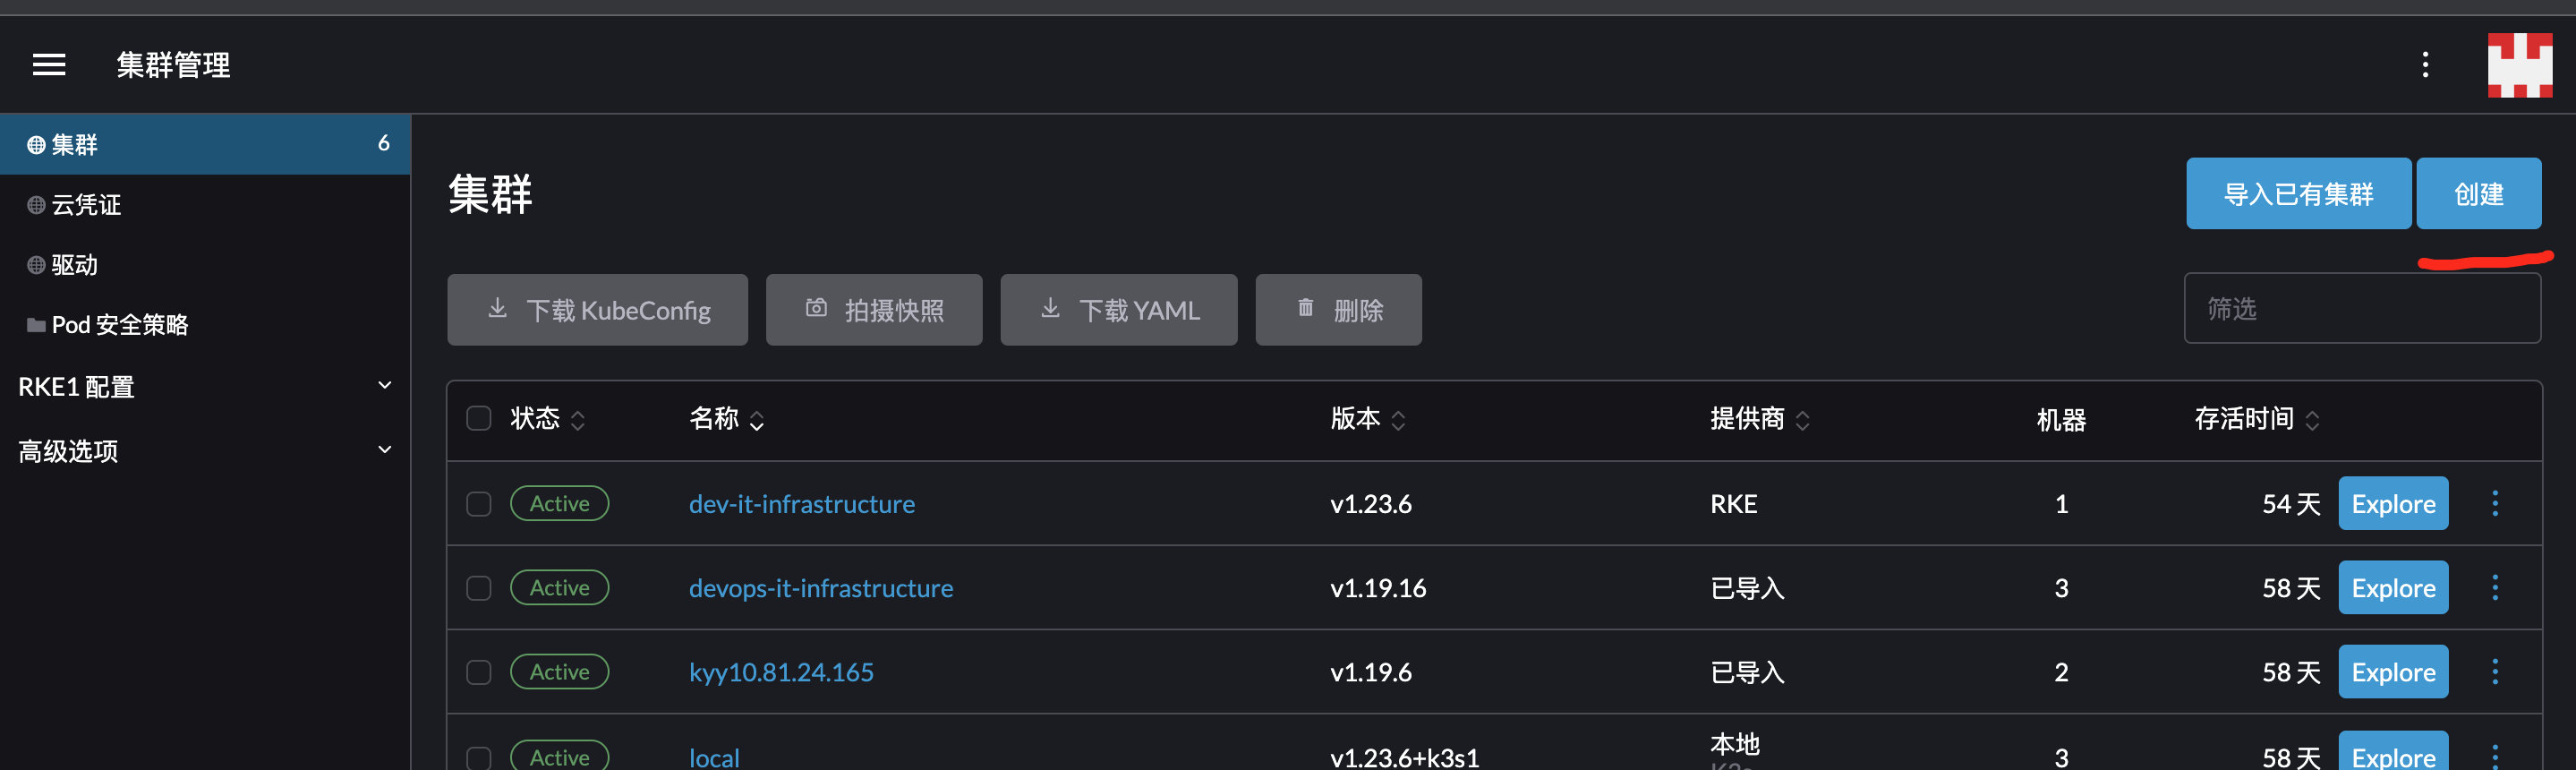 集群管理
集群 6
云凭证
驱动
Pod 安全策略
RKE1 配置
高级选项
集群
导入已有集群 创建
下载 KubeConfig 拍摄快照 下载 YAML 删除 筛选
状态 名称 版本 提供商 机器 存活时间
Active dev-it-infrastructure v1.23.6 RKE 1 54 天 Explore
Active devops-it-infrastructure v1.19.16 已导入 3 58 天 Explore
Active kyy10.81.24.165 v1.19.6 已导入 2 58 天 Explore
Active local v1.23.6+k3s1 本地 3 58 天 Explore